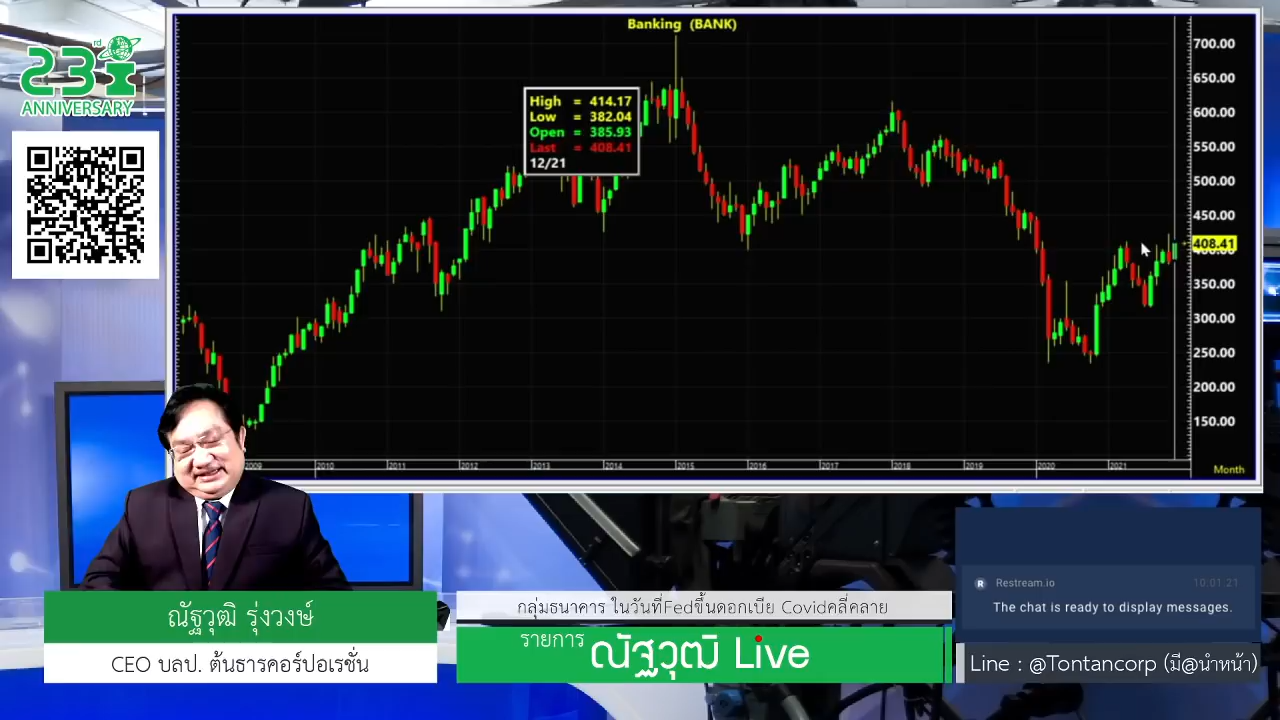 23rd
ANNIVERSARY
Banking (BANK)
High = 414.17
Low = 382.04
Open = 385.93
Last = 408.41
12/21
700.00
650.00
600.00
550.00
500.00
450.00
408.41
350.00
300.00
250.00
200.00
150.00
2009 2010 2011 2012 2013 2014 2015 2016 2017 2018 2019 2020 2021
Month
ณัฐวุฒิ รุ่งวงษ์
CEO บลป. ต้นธารคอร์ปอเรชั่น
กลุ่มธนาคาร ในวันที่Fedขึ้นดอกเบี้ย Covidคลี่คลาย
รายการ ณัฐวุฒิ Live
R Restream.io 10:01:21
The chat is ready to display messages.
Line : @Tontancorp (มี@นำหน้า)